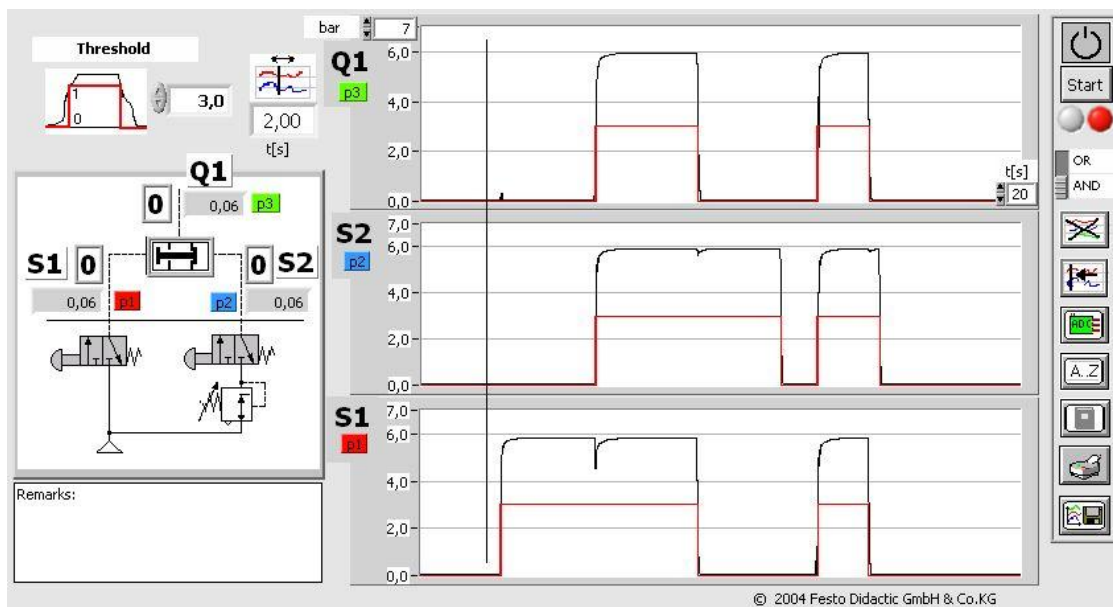 Threshold
1
0
3,0
2,00
t[s]
bar
7
Q1
p3
6,0
4,0
2,0
0,0
t[s]
20
S2
p2
7,0
6,0
4,0
2,0
0,0
S1
p1
7,0
6,0
4,0
2,0
0,0
Q1
0
0,06
p3
S1
0
0
S2
0,06
p1
p2
0,06
Remarks:
Start
OR
AND
ADC
A..Z
© 2004 Festo Didactic GmbH & Co.KG